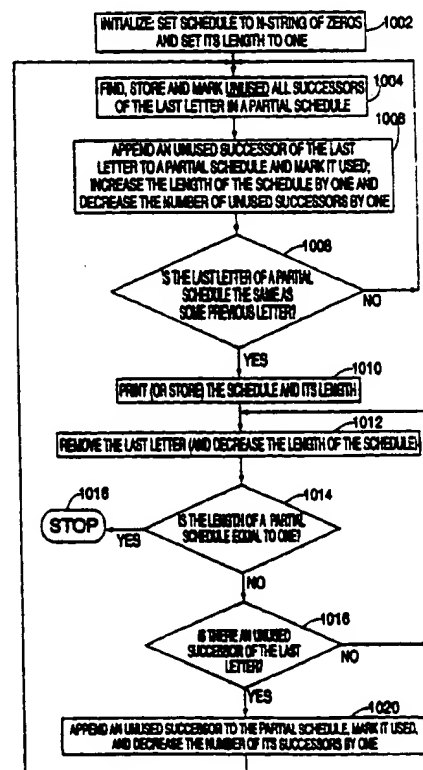 INITIALIZE: SET SCHEDULE TO N-STRING OF ZEROS
AND SET ITS LENGTH TO ONE
1002
FIND, STORE AND MARK UNUSED ALL SUCCESSORS
OF THE LAST LETTER IN A PARTIAL SCHEDULE
1004
1006
APPEND AN UNUSED SUCCESSOR OF THE LAST
LETTER TO A PARTIAL SCHEDULE AND MARK IT USED;
INCREASE THE LENGTH OF THE SCHEDULE BY ONE AND
DECREASE THE NUMBER OF UNUSED SUCCESSORS BY ONE
1008
IS THE LAST LETTER OF A PARTIAL
SCHEDULE THE SAME AS
SOME PREVIOUS LETTER?
NO
YES
1010
PRINT (OR STORE) THE SCHEDULE AND ITS LENGTH
1012
REMOVE THE LAST LETTER (AND DECREASE THE LENGTH OF THE SCHEDULE)
1016
STOP
1014
IS THE LENGTH OF A PARTIAL
SCHEDULE EQUAL TO ONE?
YES
NO
1016
IS THERE AN UNUSED
SUCCESSOR OF THE LAST
LETTER?
NO
YES
1020
APPEND AN UNUSED SUCCESSOR TO THE PARTIAL SCHEDULE, MARK IT USED,
AND DECREASE THE NUMBER OF ITS SUCCESSORS BY ONE